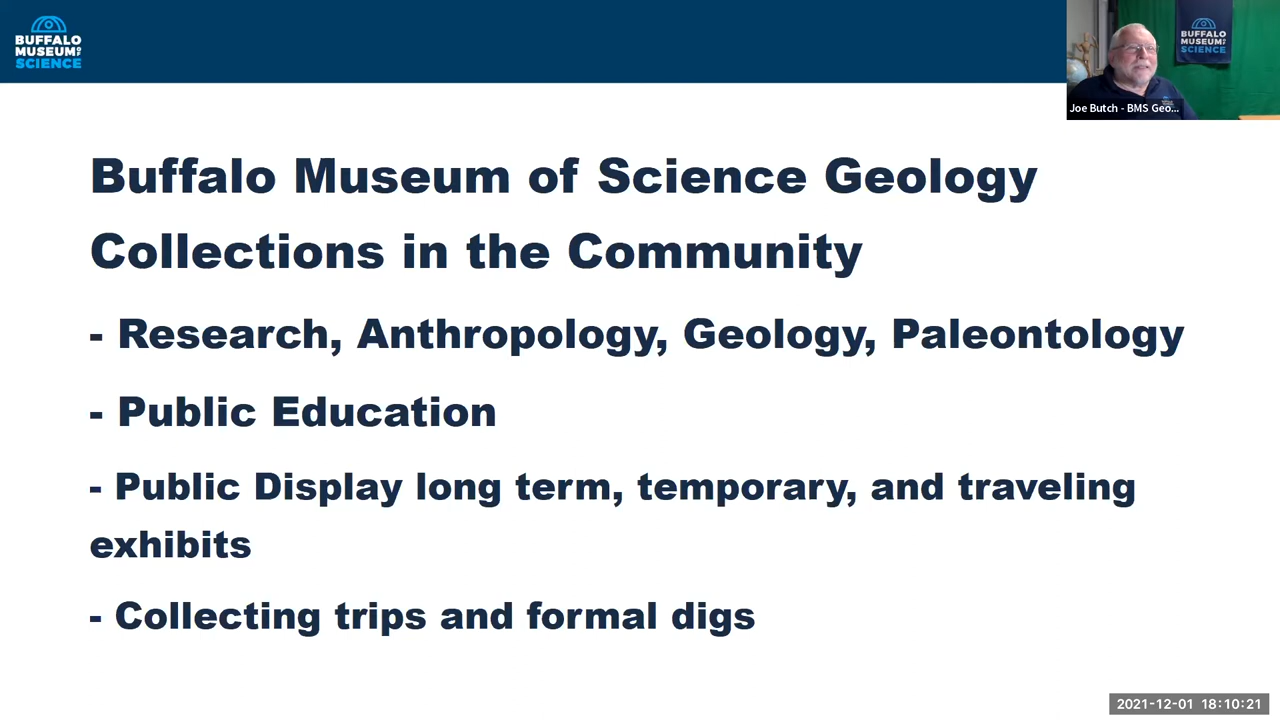 BUFFALO
MUSEUM OF
SCIENCE
BUFFALO
MUSEUM OF
SCIENCE
Joe Butch - BMS Geo...
Buffalo Museum of Science Geology
Collections in the Community
- Research, Anthropology, Geology, Paleontology
- Public Education
- Public Display long term, temporary, and traveling
exhibits
- Collecting trips and formal digs
2021-12-01 18:10:21